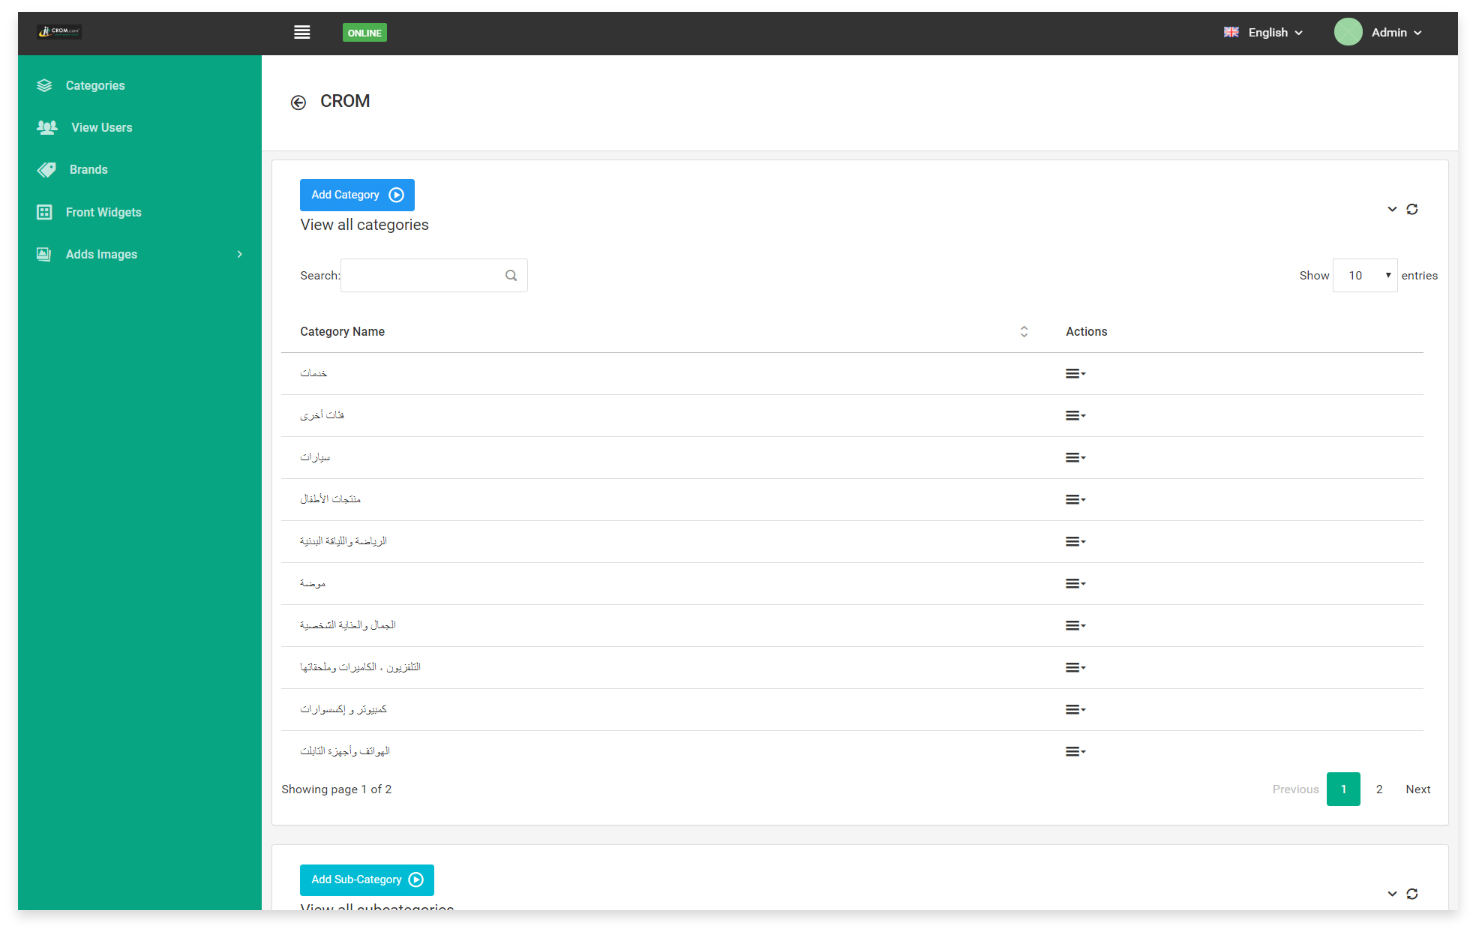 CROM.com
ONLINE
English
Admin
Categories
View Users
Brands
Front Widgets
Adds Images
CROM
Add Category
View all categories
Search:
Show 10 entries
Category Name
Actions
خدمات
فئات أخرى
سيارات
منتجات الأطفال
الرياضة واللياقة البدنية
موضة
الجمال والعناية الشخصية
التلفزيون ، الكاميرات وملحقاتها
كمبيوتر و إكسسوارات
الهواتف وأجهزة التابلت
Showing page 1 of 2
Previous 1 2 Next
Add Sub-Category
View all subcategories